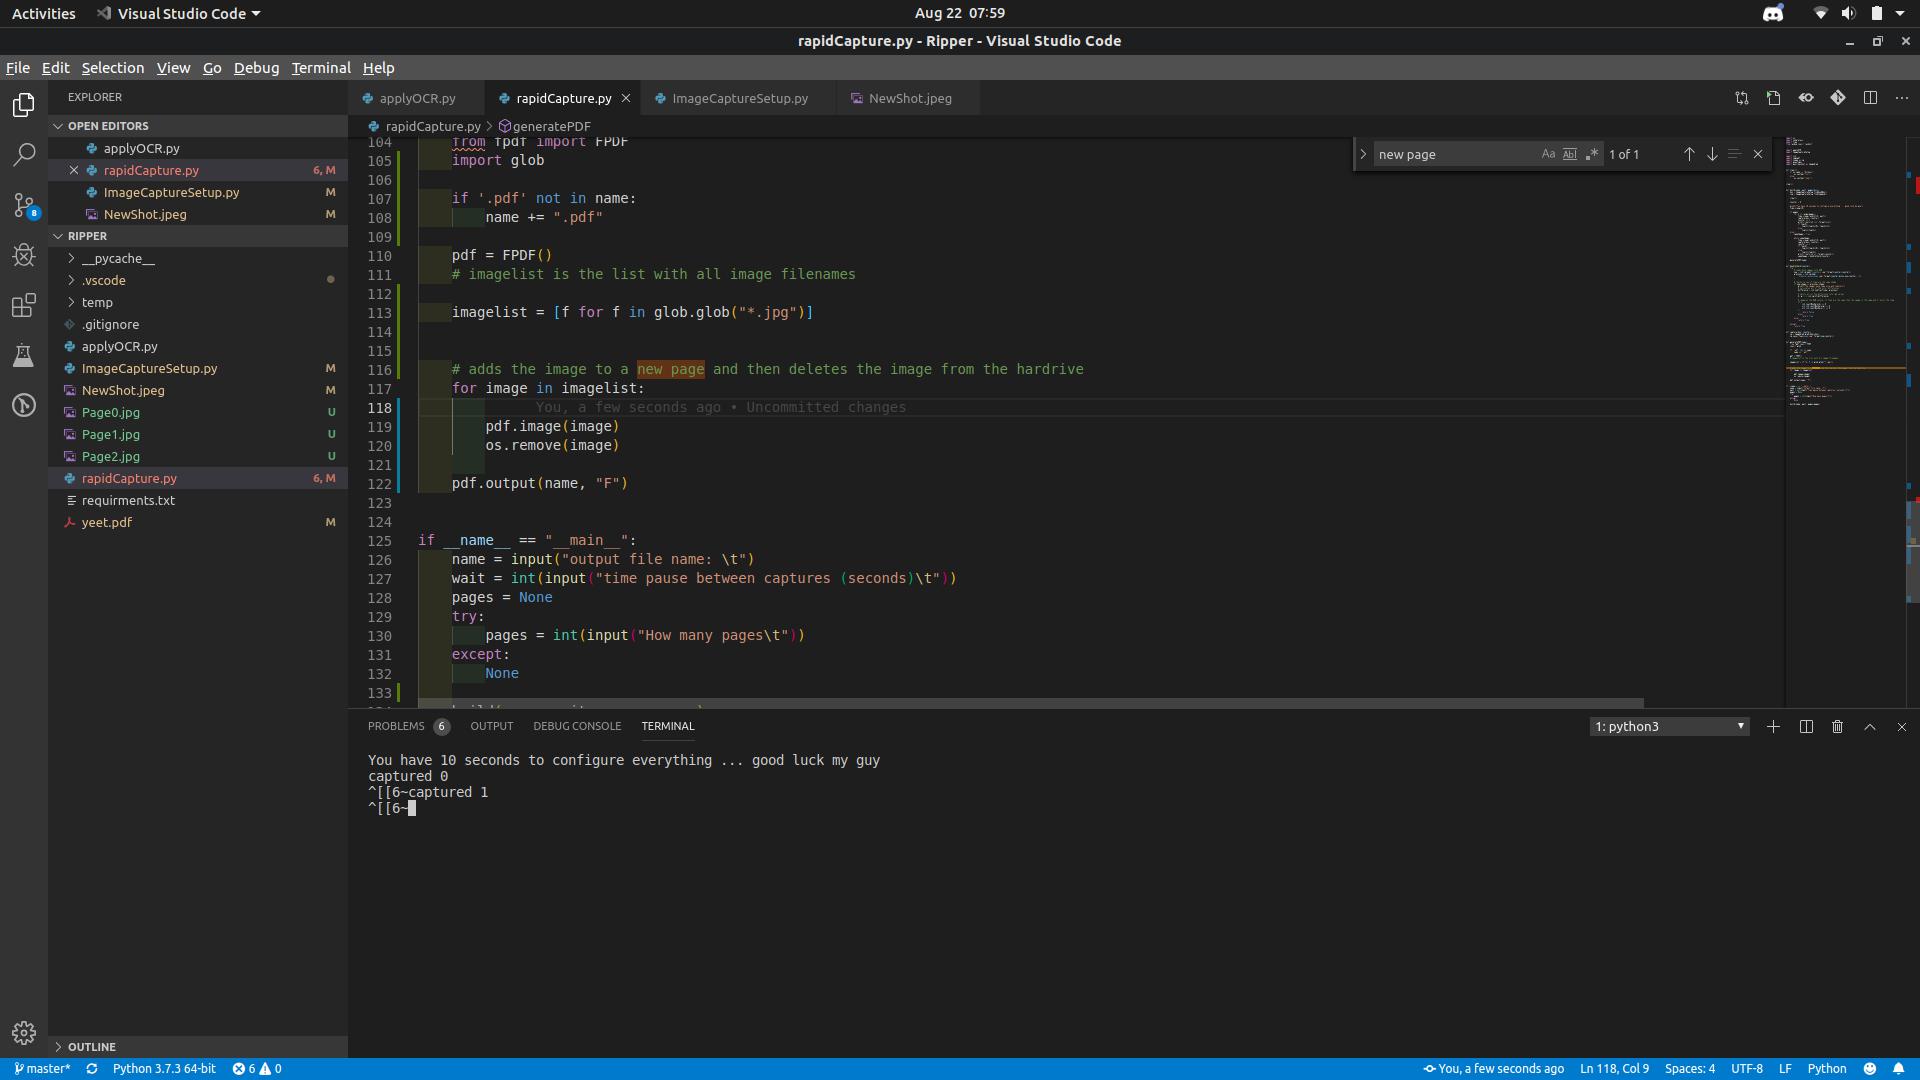 Activities Visual Studio Code Aug 22 07:59
rapidCapture.py - Ripper - Visual Studio Code
File Edit Selection View Go Debug Terminal Help
EXPLORER
OPEN EDITORS
applyOCR.py
rapidCapture.py 6, M
ImageCaptureSetup.py M
NewShot.jpeg M
RIPPER
__pycache__
.vscode
temp
.gitignore
applyOCR.py
ImageCaptureSetup.py M
NewShot.jpeg M
Page0.jpg U
Page1.jpg U
Page2.jpg U
rapidCapture.py 6, M
requirments.txt
yeet.pdf M
OUTLINE
8
applyOCR.py rapidCapture.py ImageCaptureSetup.py NewShot.jpeg
rapidCapture.py > generatePDF
new page Aa Abl .* 1 of 1
104 from fpdf import FPDF
105 import glob
106
107 if '.pdf' not in name:
108 name += ".pdf"
109
110 pdf = FPDF()
111 # imagelist is the list with all image filenames
112
113 imagelist = [f for f in glob.glob("*.jpg")]
114
115
116 # adds the image to a new page and then deletes the image from the hardrive
117 for image in imagelist:
118 You, a few seconds ago • Uncommitted changes
119 pdf.image(image)
120 os.remove(image)
121
122 pdf.output(name, "F")
123
124
125 if __name__ == "__main__":
126 name = input("output file name: \t")
127 wait = int(input("time pause between captures (seconds)\t"))
128 pages = None
129 try:
130 pages = int(input("How many pages\t"))
131 except:
132 None
133
PROBLEMS 6 OUTPUT DEBUG CONSOLE TERMINAL 1: python3
You have 10 seconds to configure everything ... good luck my guy
captured 0
^[[6~captured 1
^[[6~
master* Python 3.7.3 64-bit 6 0 You, a few seconds ago Ln 118, Col 9 Spaces: 4 UTF-8 LF Python